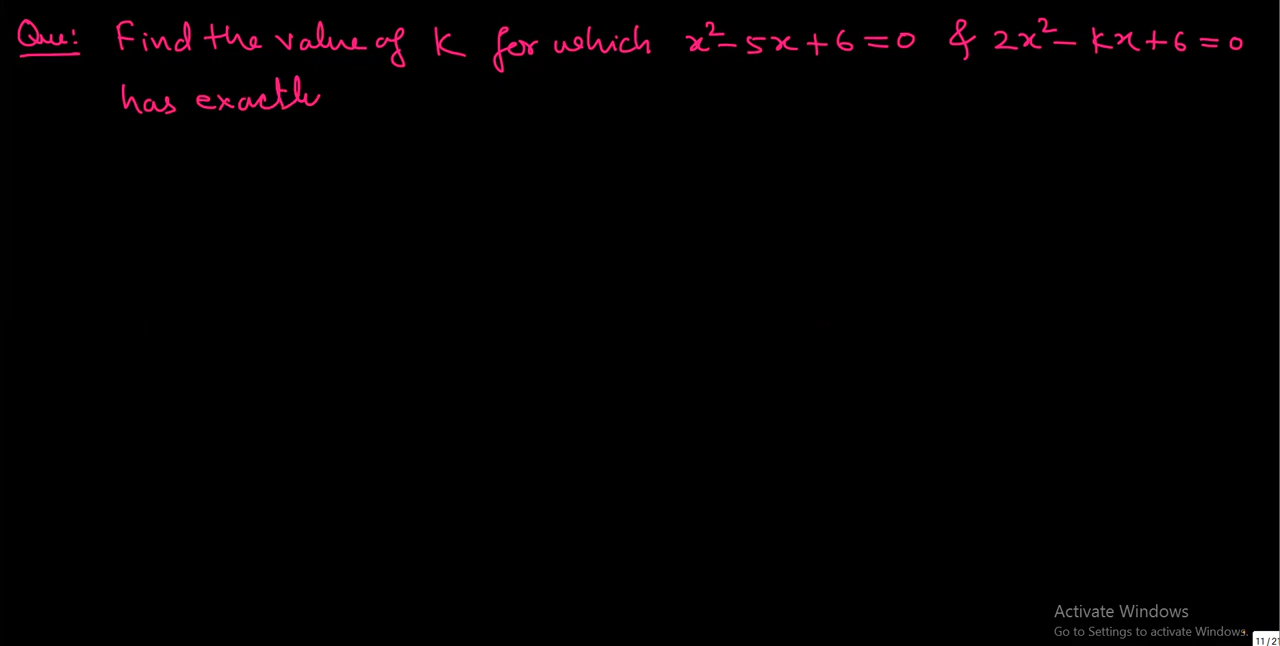 Que: Find the value of K for which x²-5x+6=0 & 2x²-kx+6=0
has exactl
Activate Windows
Go to Settings to activate Windows.
11/21